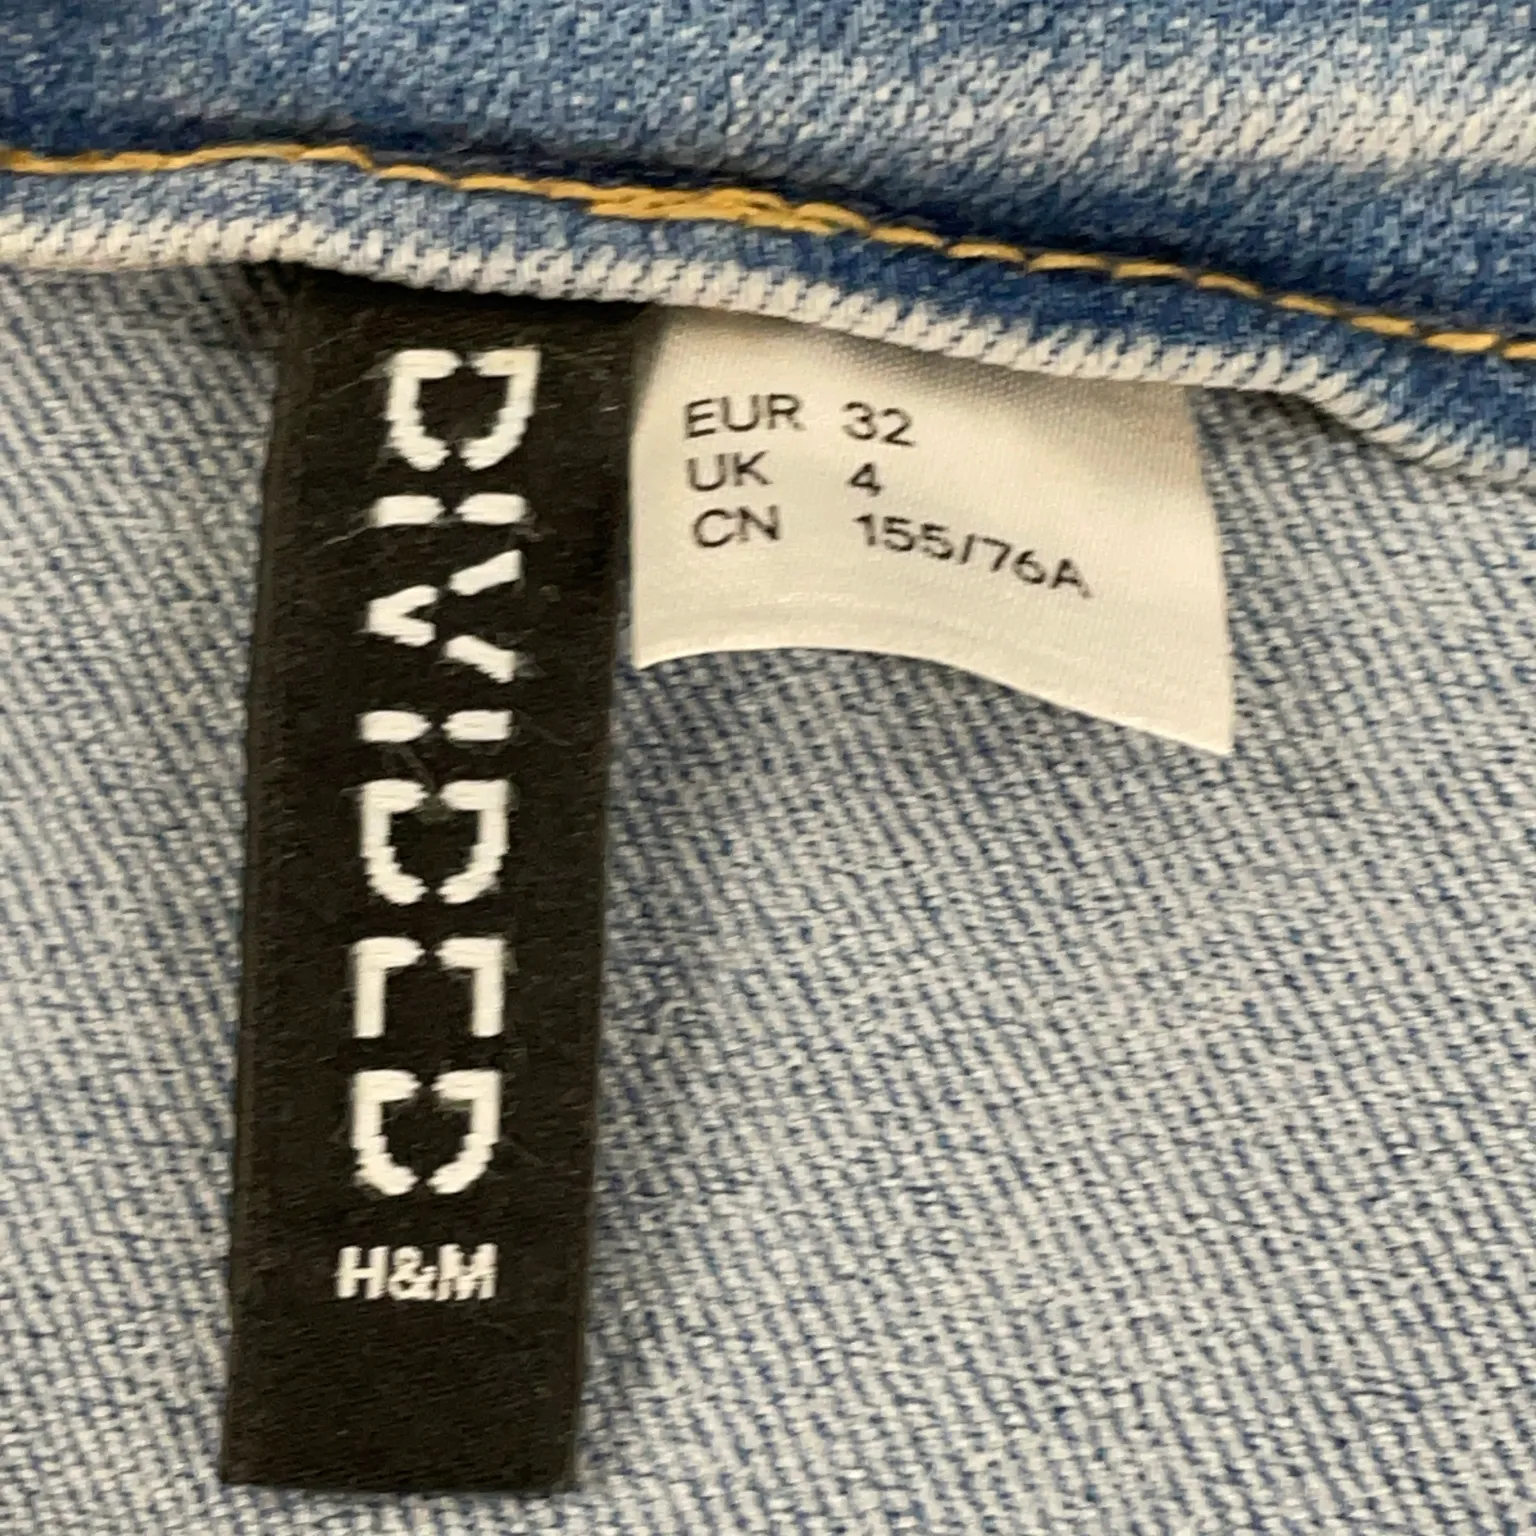 DIVIDED
H&M
EUR 32
UK 4
CN 155/76A